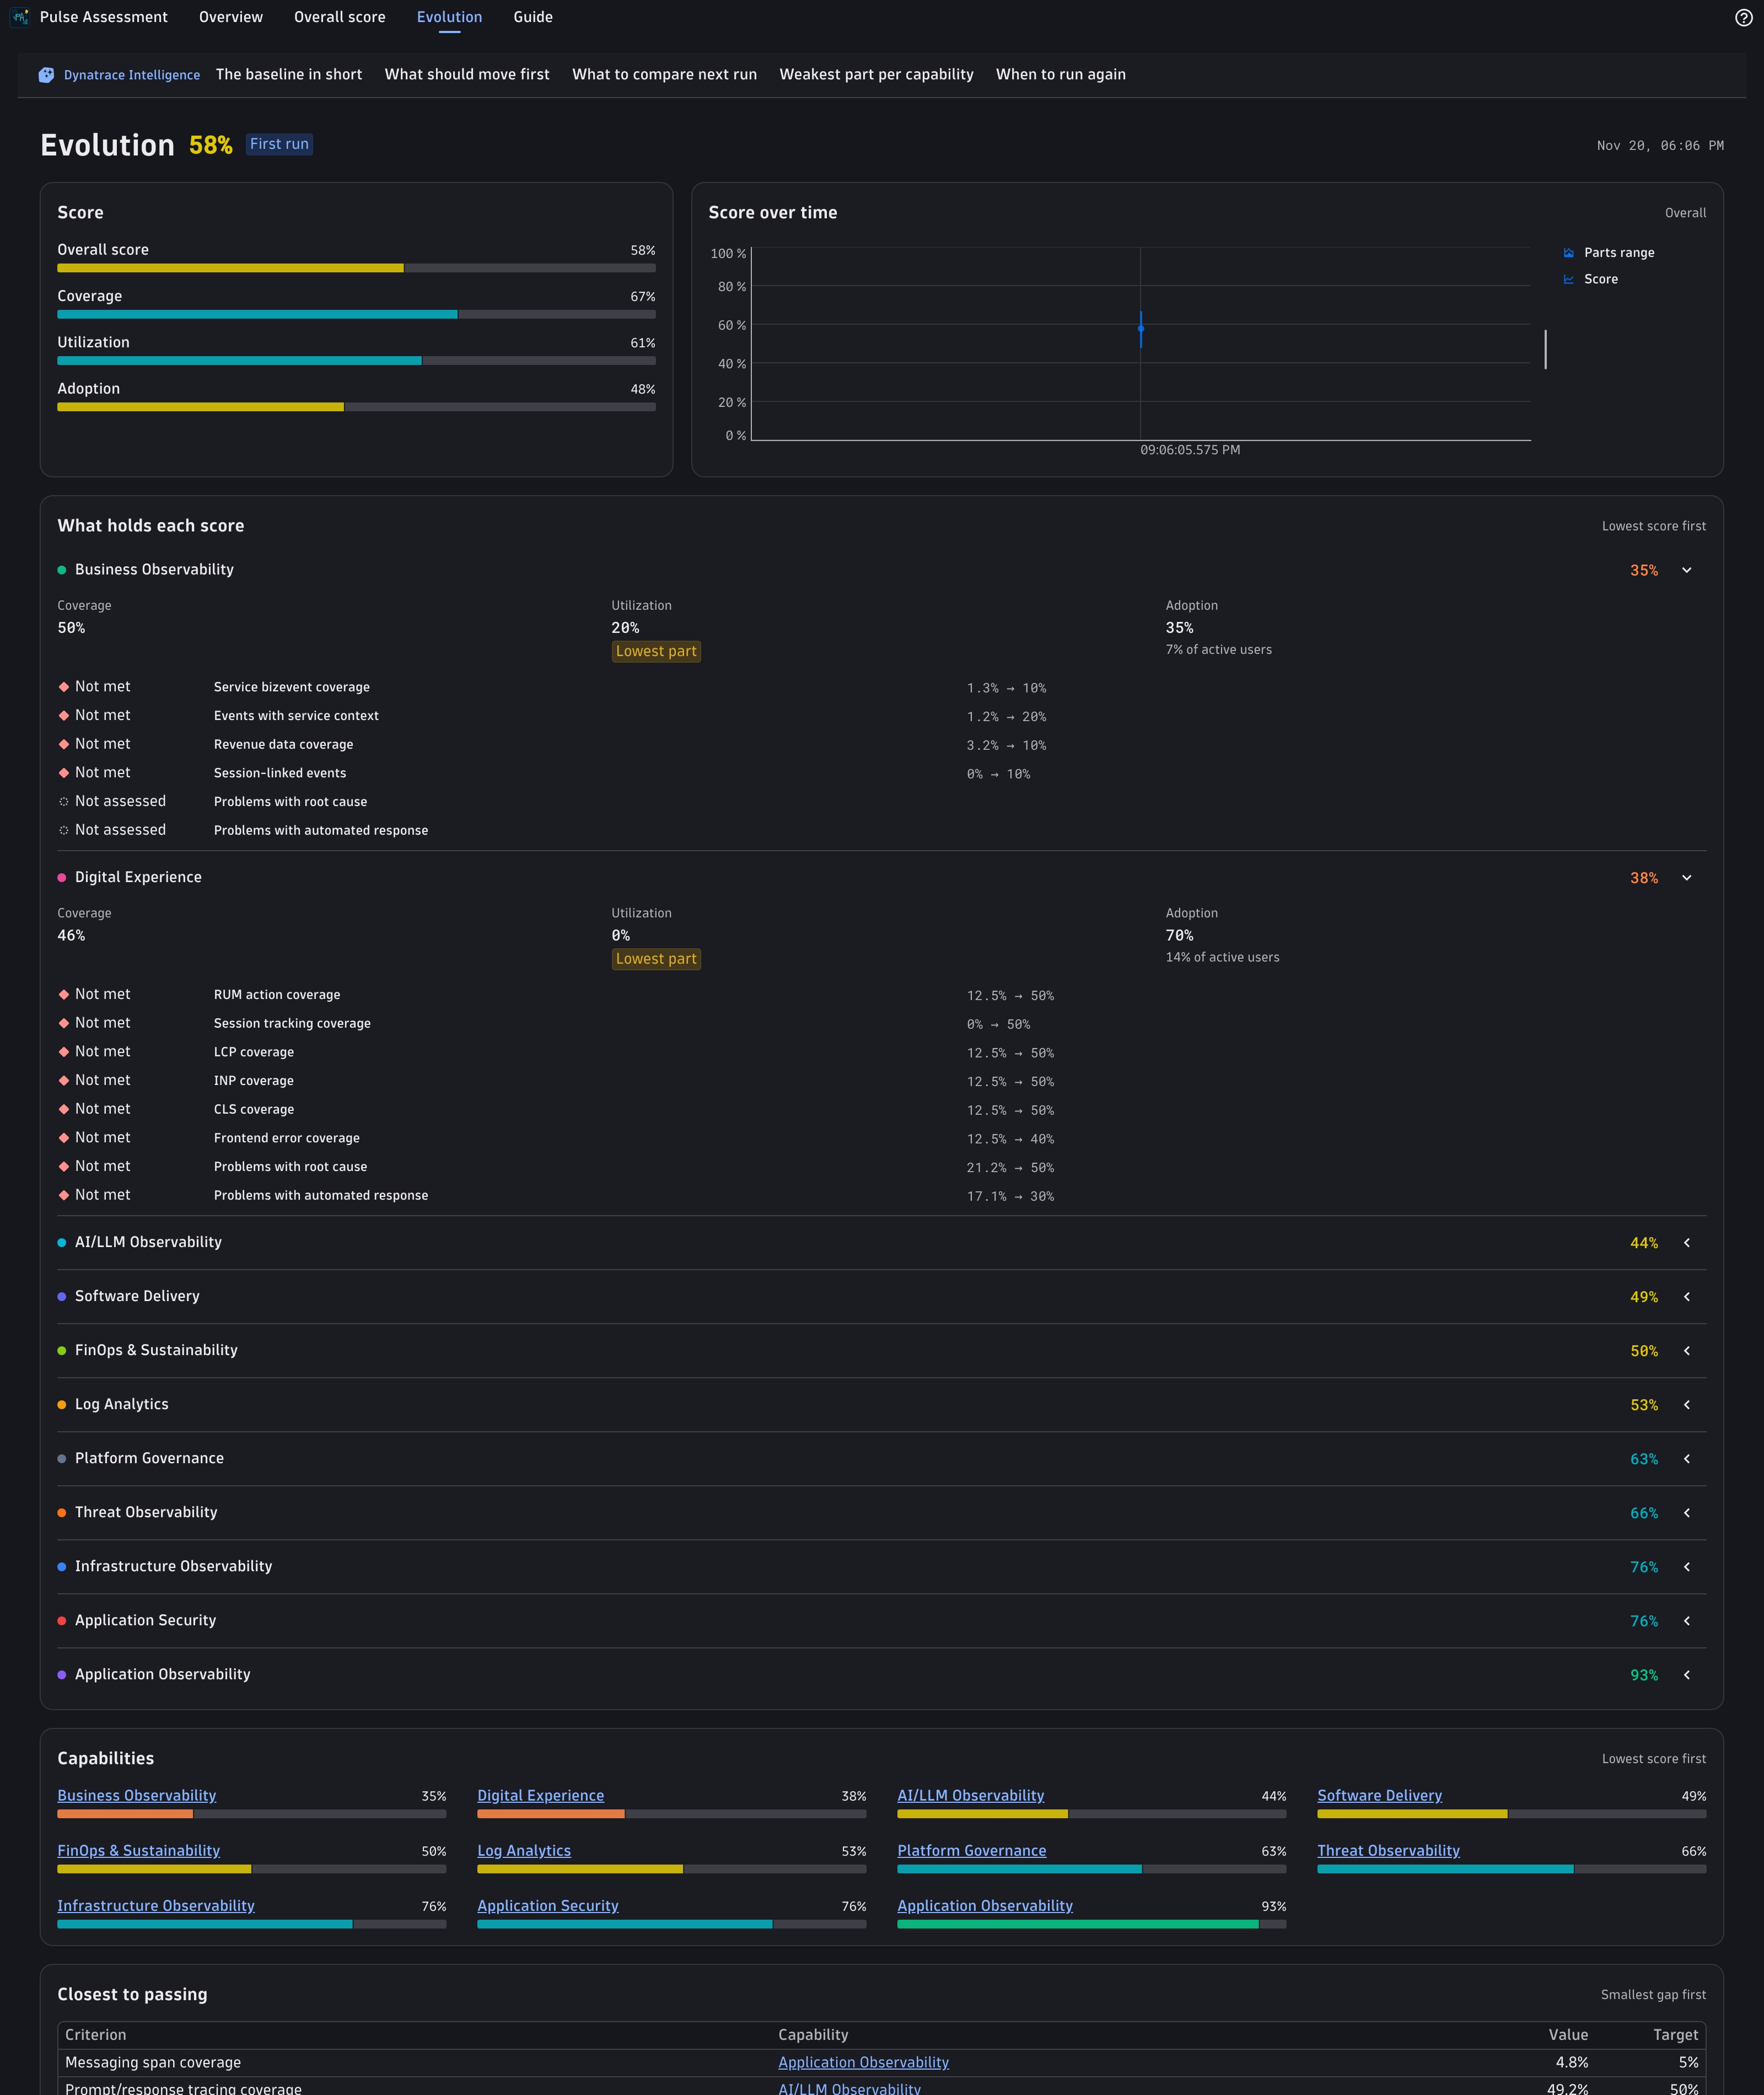 Pulse Assessment Overview Overall score Evolution Guide
Dynatrace Intelligence The baseline in short What should move first What to compare next run Weakest part per capability When to run again
Evolution 58% First run Nov 20, 06:06 PM
Score
Overall score 58%
Coverage 67%
Utilization 61%
Adoption 48%
Score over time Overall
100 %
80 %
60 %
40 %
20 %
0 %
09:06:05.575 PM
Parts range
Score
What holds each score Lowest score first
Business Observability 35%
Coverage Utilization Adoption
50% 20% 35%
Lowest part 7% of active users
Not met Service bizevent coverage 1.3% → 10%
Not met Events with service context 1.2% → 20%
Not met Revenue data coverage 3.2% → 10%
Not met Session-linked events 0% → 10%
Not assessed Problems with root cause
Not assessed Problems with automated response
Digital Experience 38%
Coverage Utilization Adoption
46% 0% 70%
Lowest part 14% of active users
Not met RUM action coverage 12.5% → 50%
Not met Session tracking coverage 0% → 50%
Not met LCP coverage 12.5% → 50%
Not met INP coverage 12.5% → 50%
Not met CLS coverage 12.5% → 50%
Not met Frontend error coverage 12.5% → 40%
Not met Problems with root cause 21.2% → 50%
Not met Problems with automated response 17.1% → 30%
AI/LLM Observability 44%
Software Delivery 49%
FinOps & Sustainability 50%
Log Analytics 53%
Platform Governance 63%
Threat Observability 66%
Infrastructure Observability 76%
Application Security 76%
Application Observability 93%
Capabilities Lowest score first
Business Observability 35% Digital Experience 38% AI/LLM Observability 44% Software Delivery 49%
FinOps & Sustainability 50% Log Analytics 53% Platform Governance 63% Threat Observability 66%
Infrastructure Observability 76% Application Security 76% Application Observability 93%
Closest to passing Smallest gap first
Criterion Capability Value Target
Messaging span coverage Application Observability 4.8% 5%
Prompt/response tracing coverage AI/LLM Observability 49.2% 50%